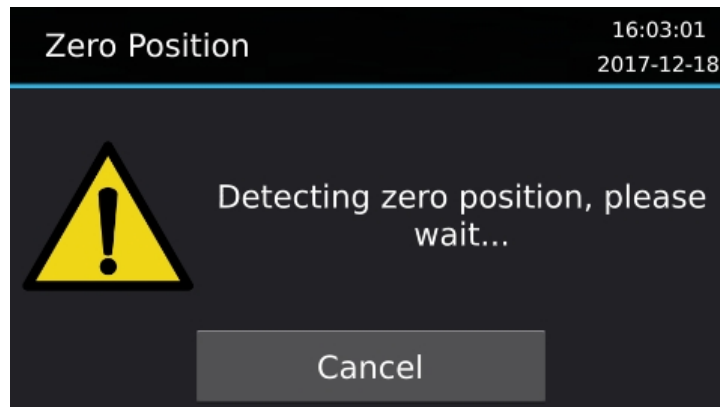 Zero Position
16:03:01
2017-12-18
Detecting zero position, please
wait...
Cancel